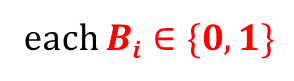 each Bᵢ ∈ {0, 1}